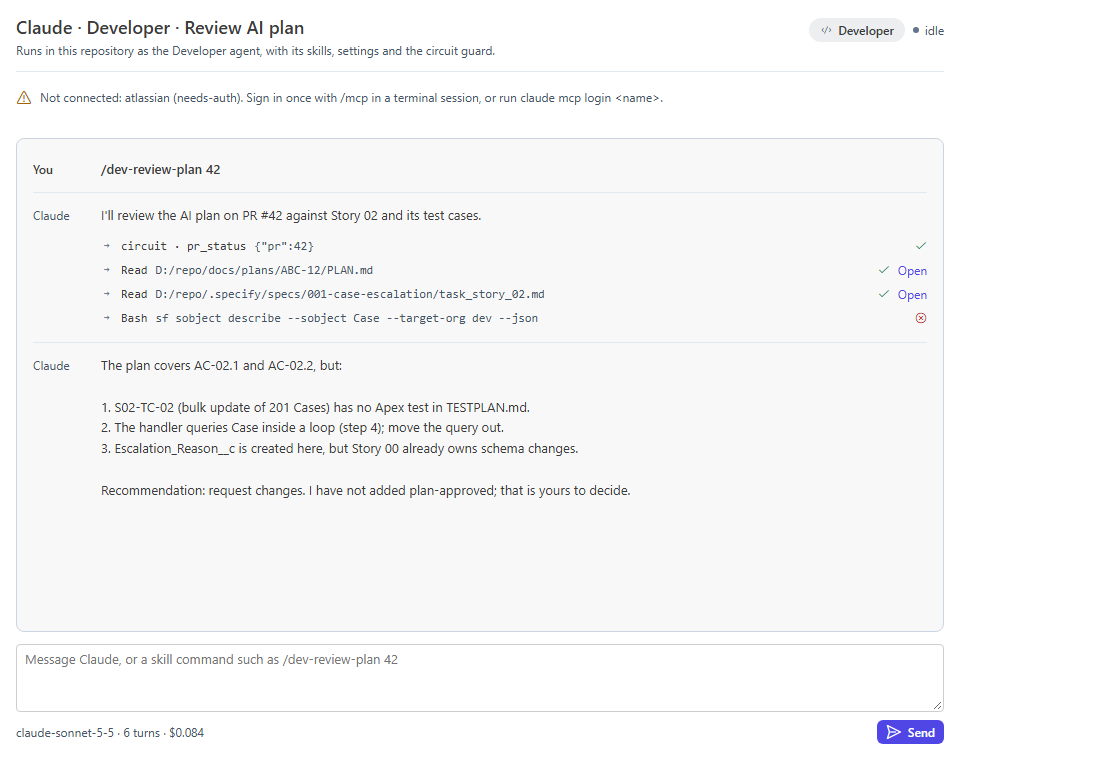 Claude · Developer · Review AI plan
Developer
idle
Runs in this repository as the Developer agent, with its skills, settings and the circuit guard.
Not connected: atlassian (needs-auth). Sign in once with /mcp in a terminal session, or run claude mcp login <name>.
You /dev-review-plan 42
Claude I'll review the AI plan on PR #42 against Story 02 and its test cases.
→ circuit · pr_status {"pr":42}
→ Read D:/repo/docs/plans/ABC-12/PLAN.md Open
→ Read D:/repo/.specify/specs/001-case-escalation/task_story_02.md Open
→ Bash sf sobject describe --sobject Case --target-org dev --json
Claude The plan covers AC-02.1 and AC-02.2, but:
1. S02-TC-02 (bulk update of 201 Cases) has no Apex test in TESTPLAN.md.
2. The handler queries Case inside a loop (step 4); move the query out.
3. Escalation_Reason__c is created here, but Story 00 already owns schema changes.
Recommendation: request changes. I have not added plan-approved; that is yours to decide.
Message Claude, or a skill command such as /dev-review-plan 42
claude-sonnet-5-5 · 6 turns · $0.084
Send